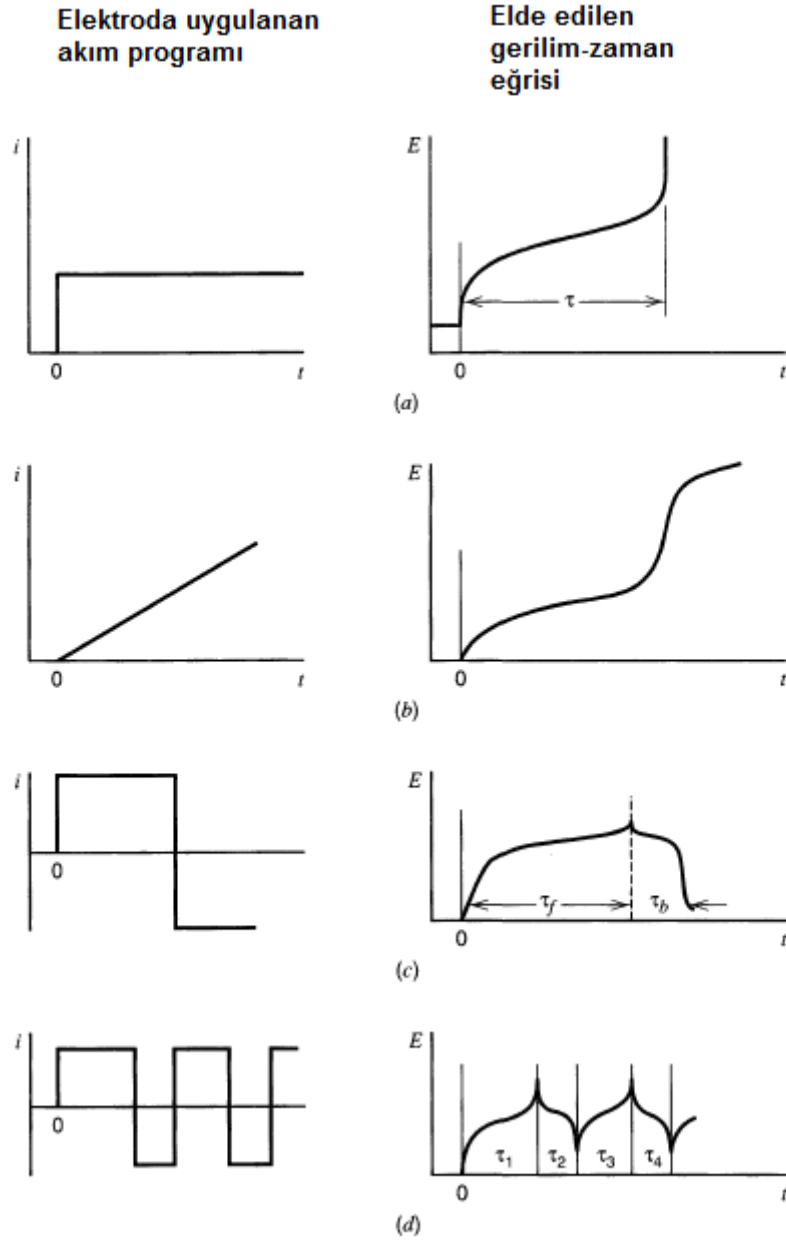 Elektroda uygulanan
akım programı
Elde edilen
gerilim-zaman
eğrisi
i
0
t
E
τ
0
t
(a)
i
0
t
E
0
t
(b)
i
0
E
τf
τb
0
t
(c)
i
0
E
τ1
τ2
τ3
τ4
0
t
(d)